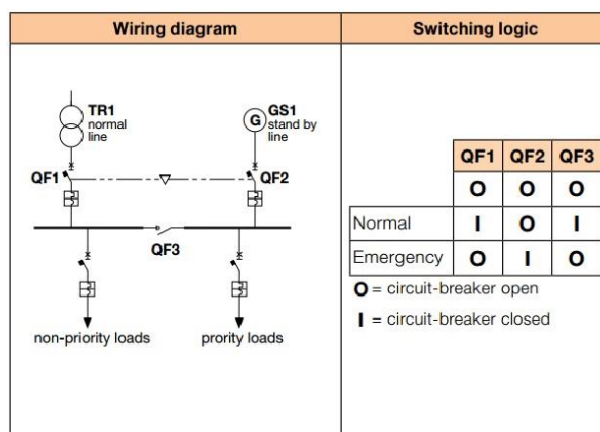 Wiring diagram
Switching logic
TR1
normal
line
G
GS1
stand by
line
QF1
QF2
QF3
non-priority loads
prority loads
QF1 QF2 QF3
O O O
Normal I O I
Emergency O I O
O = circuit-breaker open
I = circuit-breaker closed